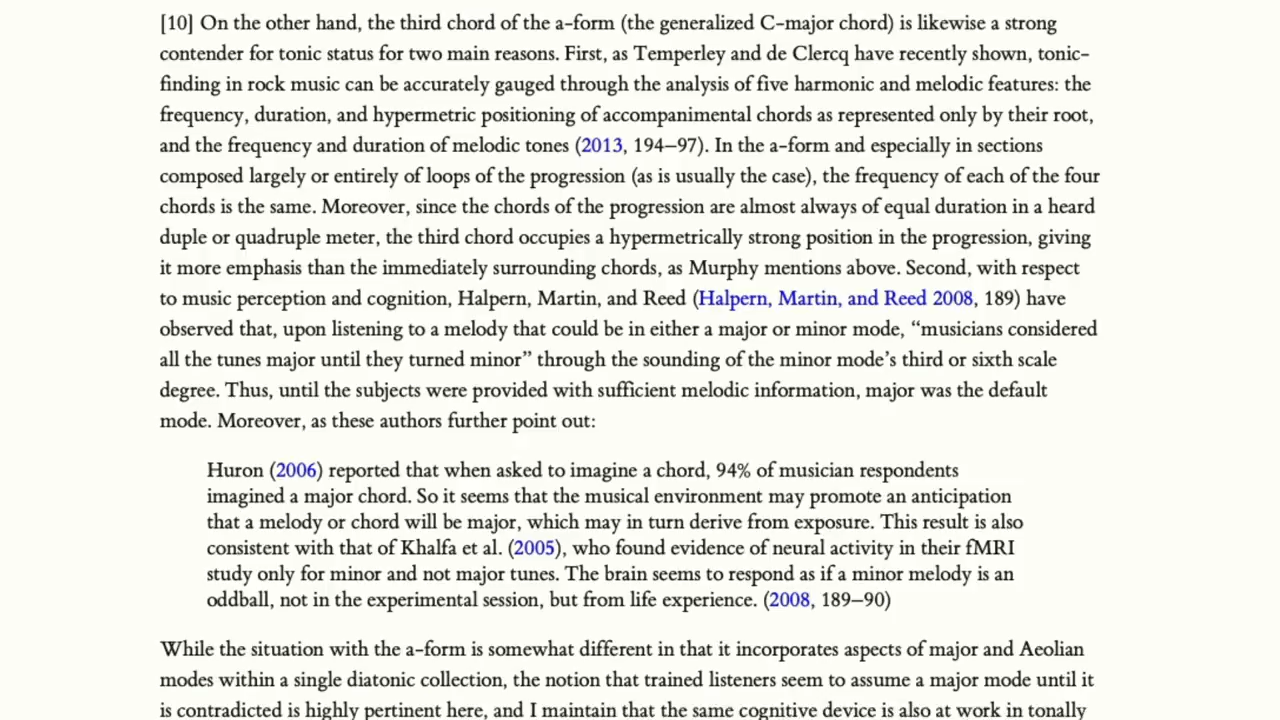 [10] On the other hand, the third chord of the a-form (the generalized C-major chord) is likewise a strong
contender for tonic status for two main reasons. First, as Temperley and de Clercq have recently shown, tonic-
finding in rock music can be accurately gauged through the analysis of five harmonic and melodic features: the
frequency, duration, and hypermetric positioning of accompanimental chords as represented only by their root,
and the frequency and duration of melodic tones (2013, 194–97). In the a-form and especially in sections
composed largely or entirely of loops of the progression (as is usually the case), the frequency of each of the four
chords is the same. Moreover, since the chords of the progression are almost always of equal duration in a heard
duple or quadruple meter, the third chord occupies a hypermetrically strong position in the progression, giving
it more emphasis than the immediately surrounding chords, as Murphy mentions above. Second, with respect
to music perception and cognition, Halpern, Martin, and Reed (Halpern, Martin, and Reed 2008, 189) have
observed that, upon listening to a melody that could be in either a major or minor mode, “musicians considered
all the tunes major until they turned minor” through the sounding of the minor mode’s third or sixth scale
degree. Thus, until the subjects were provided with sufficient melodic information, major was the default
mode. Moreover, as these authors further point out:
Huron (2006) reported that when asked to imagine a chord, 94% of musician respondents
imagined a major chord. So it seems that the musical environment may promote an anticipation
that a melody or chord will be major, which may in turn derive from exposure. This result is also
consistent with that of Khalfa et al. (2005), who found evidence of neural activity in their fMRI
study only for minor and not major tunes. The brain seems to respond as if a minor melody is an
oddball, not in the experimental session, but from life experience. (2008, 189–90)
While the situation with the a-form is somewhat different in that it incorporates aspects of major and Aeolian
modes within a single diatonic collection, the notion that trained listeners seem to assume a major mode until it
is contradicted is highly pertinent here, and I maintain that the same cognitive device is also at work in tonally